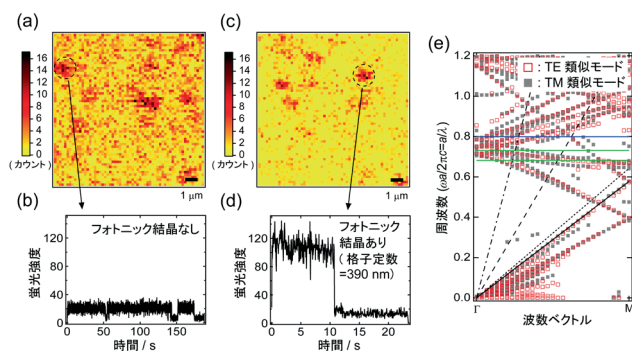 (a)
16
14
12
10
8
6
4
2
0
(カウント)
1 μm
(b)
フォトニック結晶なし
蛍光強度
120
80
40
0
0
50
100
150
時間 / s
(c)
16
14
12
10
8
6
4
2
0
(カウント)
1 μm
(d)
フォトニック
結晶あり
(格子定数
=390 nm)
蛍光強度
120
80
40
0
0
5
10
15
20
時間 / s
(e)
1.2
1.0
0.8
0.6
0.4
0.2
0.0
: TE 類似モード
: TM 類似モード
周波数 (ωa/2πc=a/λ)
Γ
M
波数ベクトル